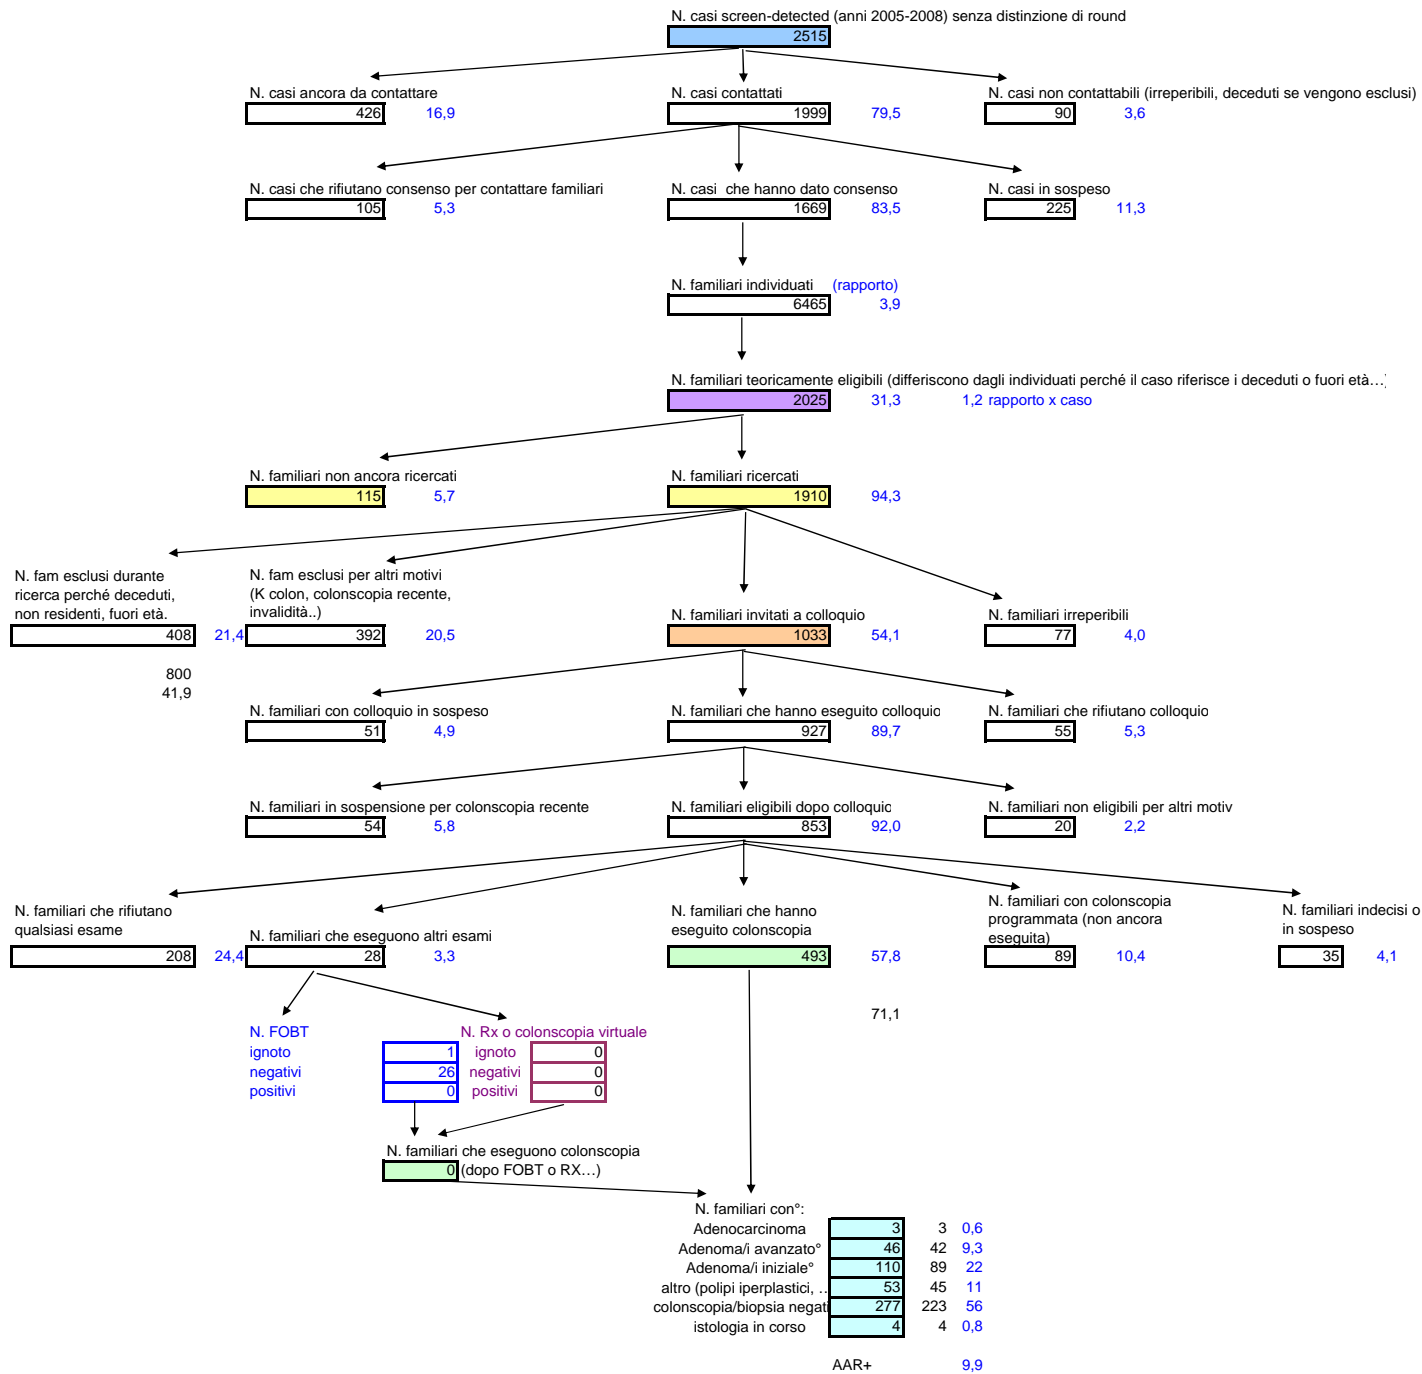 N. casi screen-detected (anni 2005-2008) senza distinzione di round
2515
N. casi ancora da contattare
426 16,9
N. casi contattati
1999 79,5
N. casi non contattabili (irreperibili, deceduti se vengono esclusi)
90 3,6
N. casi che rifiutano consenso per contattare familiari
105 5,3
N. casi che hanno dato consenso
1669 83,5
N. casi in sospeso
225 11,3
N. familiari individuati (rapporto)
6465 3,9
N. familiari teoricamente eligibili (differiscono dagli individuati perché il caso riferisce i deceduti o fuori età…
2025 31,3 1,2 rapporto x caso
N. familiari non ancora ricercati
115 5,7
N. familiari ricercati
1910 94,3
N. fam esclusi durante
ricerca perché deceduti,
non residenti, fuori età.
408 21,4
800
41,9
N. fam esclusi per altri motivi
(K colon, colonscopia recente,
invalidità..)
392 20,5
N. familiari invitati a colloquio
1033 54,1
N. familiari irreperibili
77 4,0
N. familiari con colloquio in sospeso
51 4,9
N. familiari che hanno eseguito colloquio
927 89,7
N. familiari che rifiutano colloquio
55 5,3
N. familiari in sospensione per colonscopia recente
54 5,8
N. familiari eligibili dopo colloquic
853 92,0
N. familiari non eligibili per altri motiv
20 2,2
N. familiari che rifiutano
qualsiasi esame
208 24,4
N. familiari che eseguono altri esami
28 3,3
N. familiari che hanno
eseguito colonscopia
493 57,8
71,1
N. familiari con colonscopia
programmata (non ancora
eseguita)
89 10,4
N. familiari indecisi o
in sospeso
35 4,1
N. FOBT
ignoto 1
negativi 26
positivi 0
N. Rx o colonscopia virtuale
ignoto 0
negativi 0
positivi 0
N. familiari che eseguono colonscopia
0 (dopo FOBT o RX…)
N. familiari con°:
Adenocarcinoma 3 3 0,6
Adenoma/i avanzato° 46 42 9,3
Adenoma/i iniziale° 110 89 22
altro (polipi iperplastici, .. 53 45 11
colonscopia/biopsia negati 277 223 56
istologia in corso 4 4 0,8
AAR+ 9,9